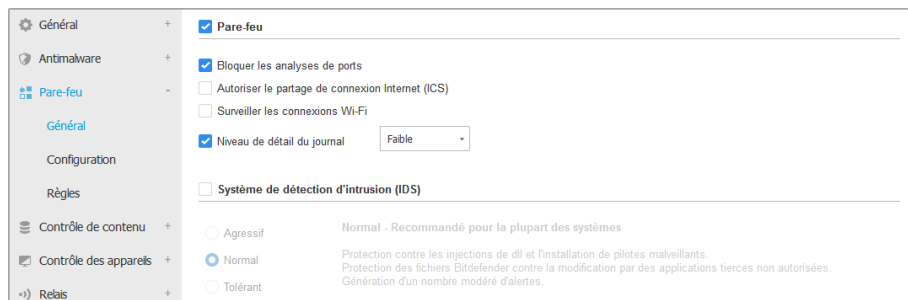 Général +
Antimalware +
Pare-feu -
Général
Configuration
Règles
Contrôle de contenu +
Contrôle des appareils +
Relais +
Pare-feu
Bloquer les analyses de ports
Autoriser le partage de connexion Internet (ICS)
Surveiller les connexions Wi-Fi
Niveau de détail du journal Faible
Système de détection d'intrusion (IDS)
Agressif
Normal
Tolérant
Normal - Recommandé pour la plupart des systèmes
Protection contre les injections de dll et l'installation de pilotes malveillants.
Protection des fichiers Bitdefender contre la modification par des applications tierces non autorisées.
Génération d'un nombre modéré d'alertes.